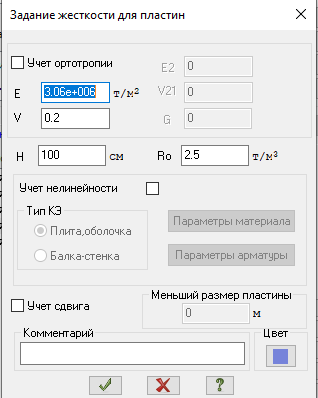 Задание жесткости для пластин
Учет ортотропии
E 3.06e+006 т/м²
V 0.2
E2 0
V21 0
G 0
H 100 см Ro 2.5 т/м³
Учет нелинейности
Тип КЭ
Плита,оболочка
Балка-стенка
Параметры материала
Параметры арматуры
Учет сдвига
Меньший размер пластины
0 м
Комментарий
Цвет
?